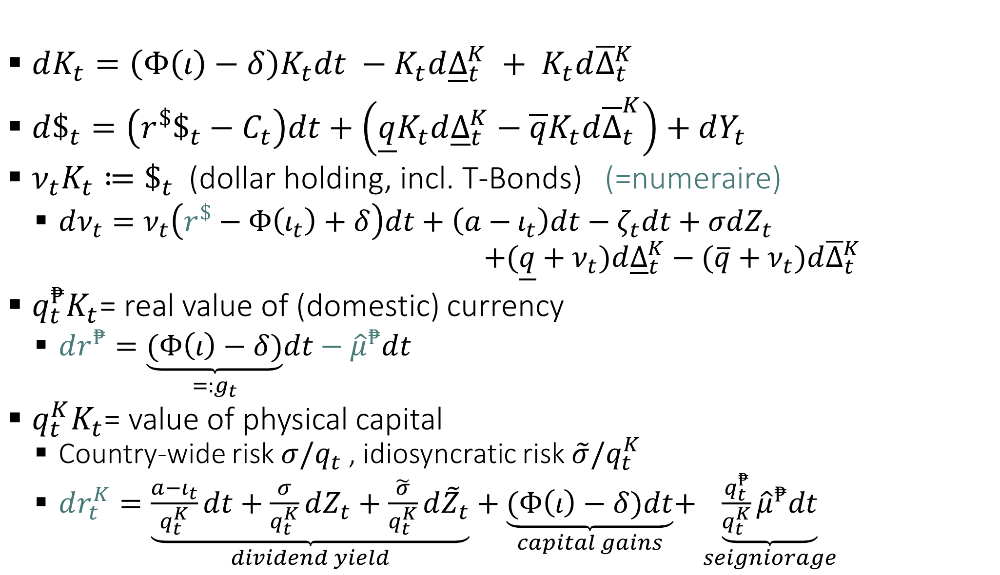 ▪ $dK_t = (\Phi(\iota) - \delta)K_t dt \; - K_t d\underline{\Delta}_t^K \; + \; K_t d\overline{\Delta}_t^K$
▪ $d\$_t = (r^\$ \$_t - C_t)dt + \left(\underline{q}K_t d\underline{\Delta}_t^K - \overline{q}K_t d\overline{\Delta}_t^K\right) + dY_t$
▪ $\nu_t K_t := \$_t$ (dollar holding, incl. T-Bonds) (=numeraire)
▪ $d\nu_t = \nu_t(r^\$ - \Phi(\iota_t) + \delta)dt + (a - \iota_t)dt - \zeta_t dt + \sigma dZ_t$
$+(\underline{q} + \nu_t)d\underline{\Delta}_t^K - (\overline{q} + \nu_t)d\overline{\Delta}_t^K$
▪ $q_t^₱ K_t$= real value of (domestic) currency
▪ $dr^₱ = \underbrace{(\Phi(\iota) - \delta)}_{=:g_t}dt - \hat{\mu}^₱ dt$
▪ $q_t^K K_t$= value of physical capital
▪ Country-wide risk $\sigma/q_t$ , idiosyncratic risk $\tilde{\sigma}/q_t^K$
▪ $dr_t^K = \underbrace{\frac{a-\iota_t}{q_t^K}dt + \frac{\sigma}{q_t^K}dZ_t + \frac{\tilde{\sigma}}{q_t^K}d\tilde{Z}_t}_{dividend\ yield} + \underbrace{(\Phi(\iota) - \delta)dt}_{capital\ gains} + \underbrace{\frac{q_t^₱}{q_t^K}\hat{\mu}^₱ dt}_{seigniorage}$